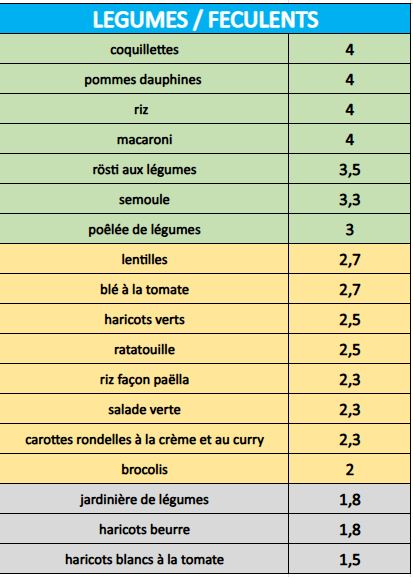 LEGUMES / FECULENTS
coquillettes 4
pommes dauphines 4
riz 4
macaroni 4
rösti aux légumes 3,5
semoule 3,3
poêlée de légumes 3
lentilles 2,7
blé à la tomate 2,7
haricots verts 2,5
ratatouille 2,5
riz façon paëlla 2,3
salade verte 2,3
carottes rondelles à la crème et au curry 2,3
brocolis 2
jardinière de légumes 1,8
haricots beurre 1,8
haricots blancs à la tomate 1,5